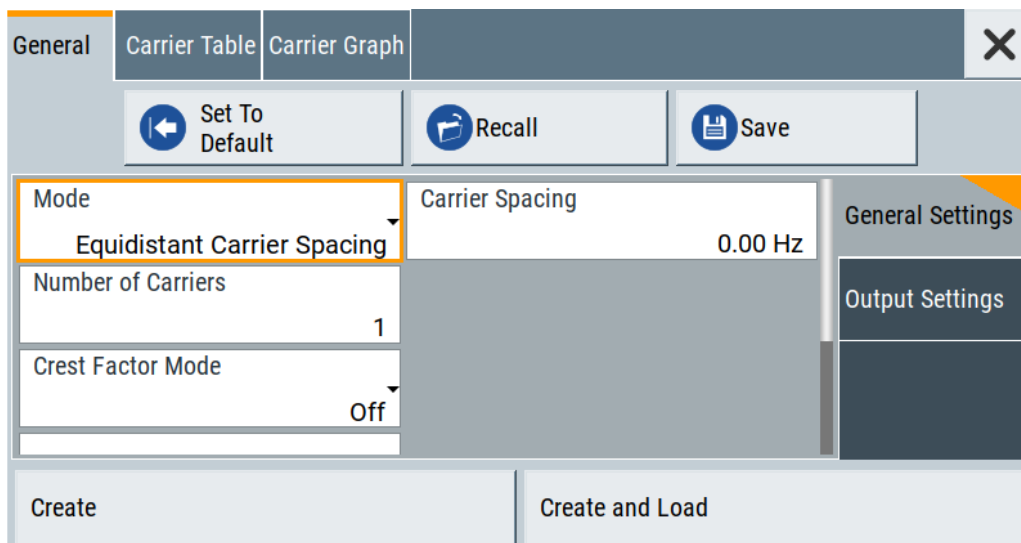 General
Carrier Table
Carrier Graph
Set To
Default
Recall
Save
Mode
Equidistant Carrier Spacing
Carrier Spacing
0.00 Hz
Number of Carriers
1
Crest Factor Mode
Off
General Settings
Output Settings
Create
Create and Load